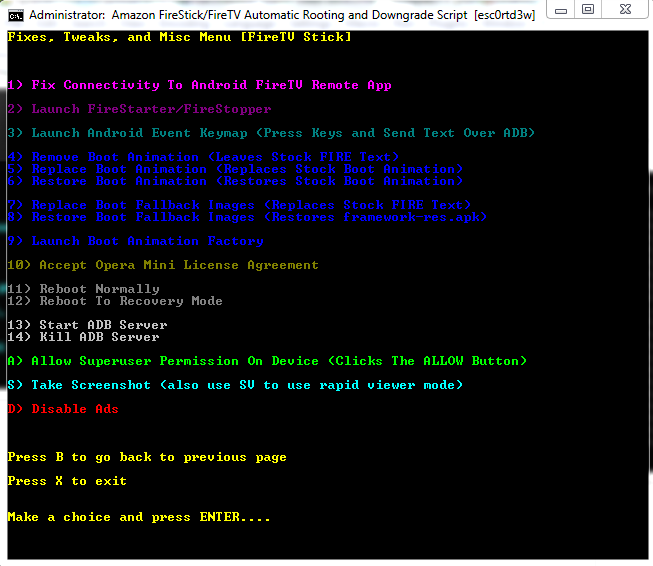 Administrator:  Amazon FireStick/FireTV Automatic Rooting and Downgrade Script  [esc0rtd3w]
Fixes, Tweaks, and Misc Menu [FireTV Stick]
1) Fix Connectivity To Android FireTV Remote App
2) Launch FireStarter/FireStopper
3) Launch Android Event Keymap (Press Keys and Send Text Over ADB)
4) Remove Boot Animation (Leaves Stock FIRE Text)
5) Replace Boot Animation (Replaces Stock Boot Animation)
6) Restore Boot Animation (Restores Stock Boot Animation)
7) Replace Boot Fallback Images (Replaces Stock FIRE Text)
8) Restore Boot Fallback Images (Restores framework-res.apk)
9) Launch Boot Animation Factory
10) Accept Opera Mini License Agreement
11) Reboot Normally
12) Reboot To Recovery Mode
13) Start ADB Server
14) Kill ADB Server
A) Allow Superuser Permission On Device (Clicks The ALLOW Button)
S) Take Screenshot (also use SV to use rapid viewer mode)
D) Disable Ads
Press B to go back to previous page
Press X to exit
Make a choice and press ENTER....